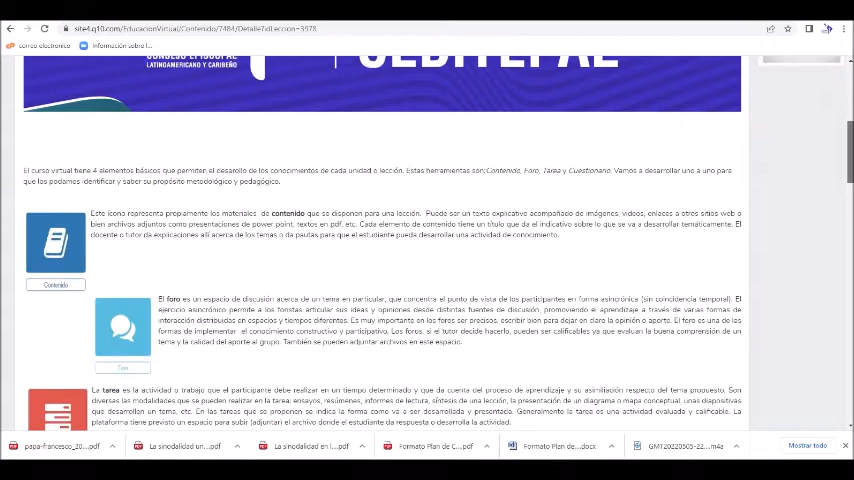 site4.q10.com/EducacionVirtual/Contenido/7484/Detalle?idLeccion=3978
correo electronico
Información sobre l...
CONSEJO EPISCOPAL
LATINOAMERICANO Y CARIBEÑO
CEBITEPAL
El curso virtual tiene 4 elementos básicos que permiten el desarollo de los conocimientos de cada unidad o lección. Estas herramientas son: Contenido, Foro, Tarea y Cuestionario. Vamos a desarrollar uno a uno para
que los podamos identificar y saber su propósito metodológico y pedagógico.
Este ícono representa propiamente los materiales de contenido que se disponen para una lección. Puede ser un texto explicativo acompañado de imágenes, videos, enlaces a otros sitios web o
bien archivos adjuntos como presentaciones de power point, textos en pdf, etc. Cada elemento de contenido tiene un título que da el indicativo sobre lo que se va a desarrollar temáticamente. El
docente o tutor da explicaciones allí acerca de los temas o da pautas para que el estudiante pueda desarrollar una actividad de conocimiento.
Contenido
El foro es un espacio de discusión acerca de un tema en particular, que concentra el punto de vista de los participantes en forma asincrónica (sin coincidencia temporal). El
ejercicio asincrónico permite a los foristas articular sus ideas y opiniones desde distintas fuentes de discusión, promoviendo el aprendizaje a través de varias formas de
interacción distribuidas en espacios y tiempos diferentes. Es muy importante en los foros ser precisos, escribir bien para dejar en claro la opinión o aporte. El foro es una de las
formas de implementar el conocimiento constructivo y participativo. Los foros, si el tutor decide hacerlo, pueden ser calificables ya que evaluan la buena comprensión de un
tema y la calidad del aporte al grupo. También se pueden adjuntar archivos en este espacio.
Foro
La tarea es la actividad o trabajo que el participante debe realizar en un tiempo determinado y que da cuenta del proceso de aprendizaje y su asimiliación respecto del tema propuesto. Son
diversas las modalidades que se pueden realizar en la tarea: ensayos, resúmenes, informes de lectura, síntesis de una lección, la presentación de un diagrama o mapa conceptual, unas diapositivas
que desarrollen un tema, etc. En las tareas que se proponen se indica la forma como va a ser desarrollada y presentada. Generalmente la tarea es una actividad evaluada y calificable. La
plataforma tiene previsto un espacio para subir (adjuntar) el archivo donde el estudiante da respuesta o desarrolla la actividad.
papa-francesco_20....pdf
La sinodalidad un....pdf
La sinodalidad en l....pdf
Formato Plan de C....pdf
Formato Plan de....docx
GMT20220505-22....m4a
Mostrar todo